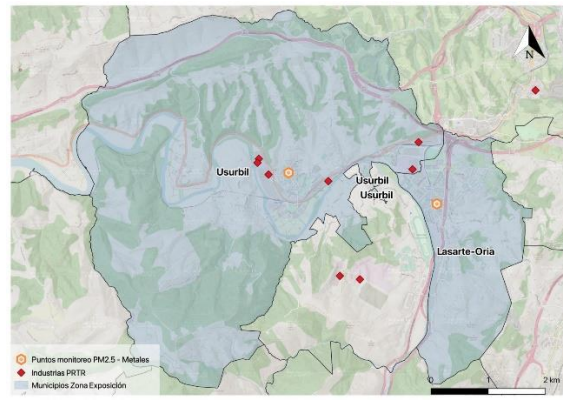 N
Usurbil
Usurbil
Usurbil
Lasarte-Oria
Puntos monitoreo PM2.5 - Metales
Industrias PRTR
Municipios Zona Exposición
0 1 2 km